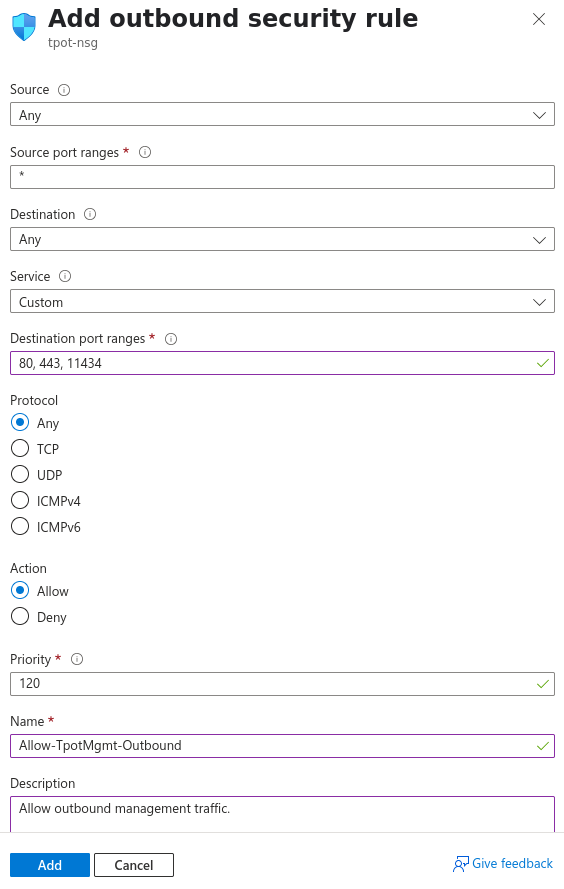 Add outbound security rule
tpot-nsg
Source
Any
Source port ranges *
*
Destination
Any
Service
Custom
Destination port ranges *
80, 443, 11434
Protocol
Any
TCP
UDP
ICMPv4
ICMPv6
Action
Allow
Deny
Priority *
120
Name *
Allow-TpotMgmt-Outbound
Description
Allow outbound management traffic.
Add
Cancel
Give feedback